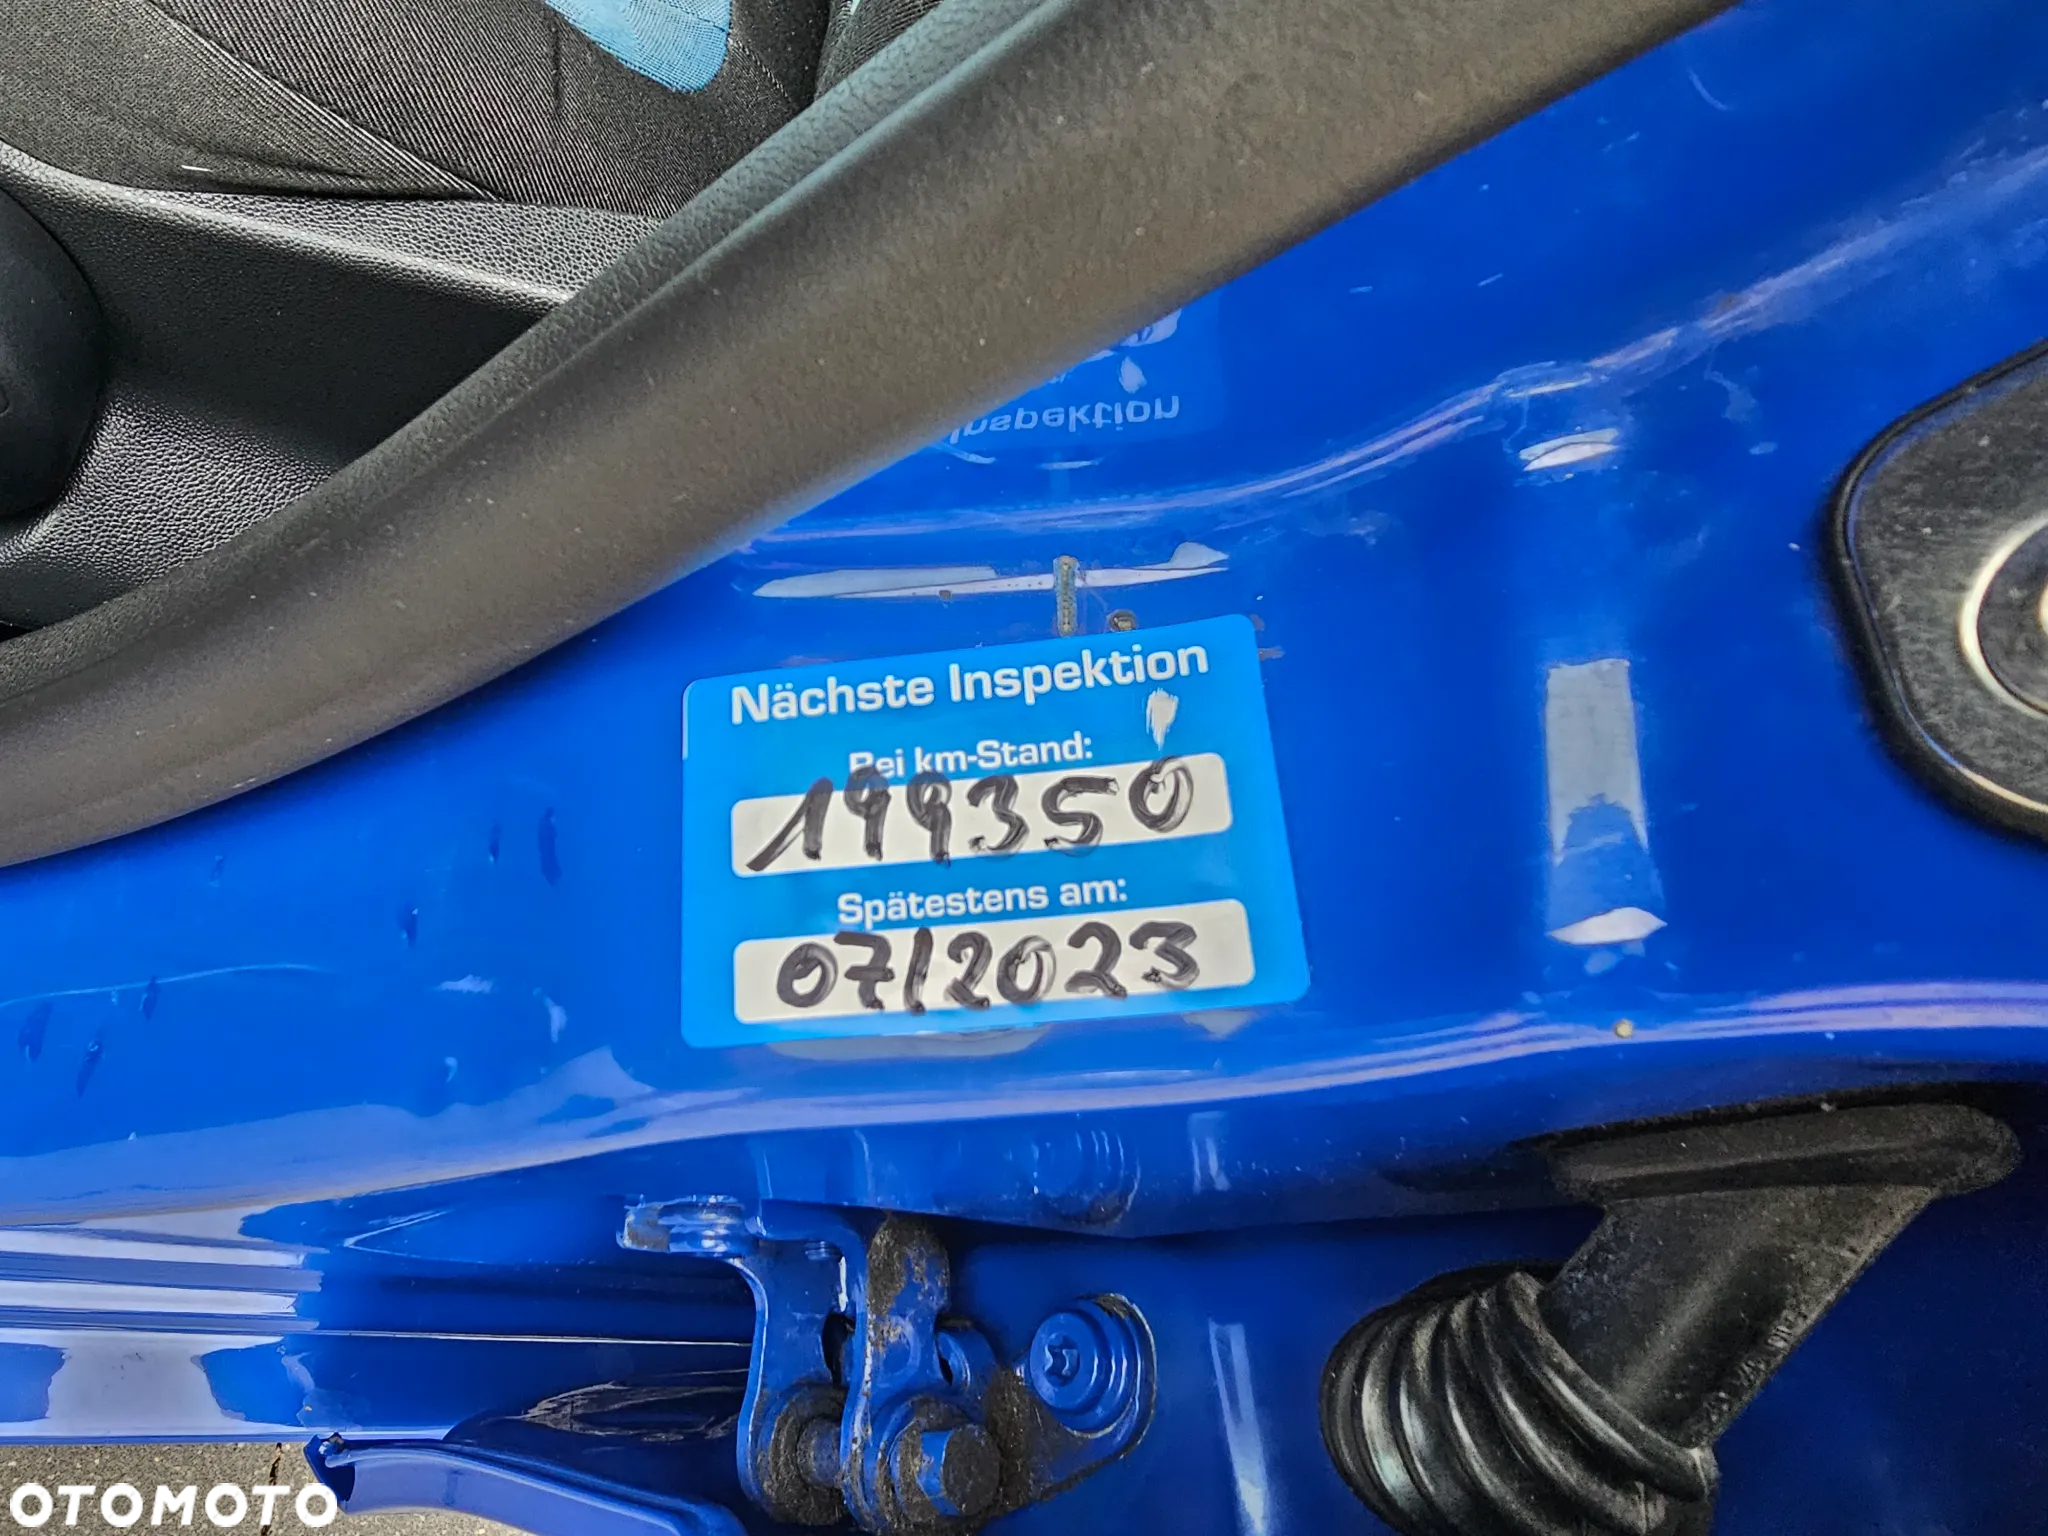 Nächste Inspektion
Bei km-Stand:
199350
Spätestens am:
07/2023
OTOMOTO